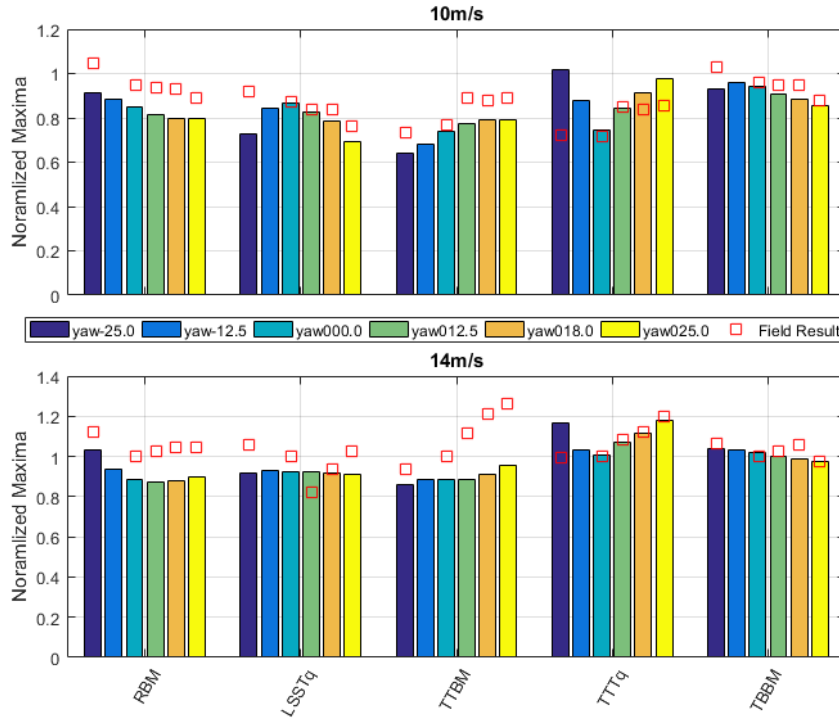 10m/s
1.2
1
0.8
0.6
0.4
0.2
0
Noramlized Maxima
yaw-25.0 yaw-12.5 yaw000.0 yaw012.5 yaw018.0 yaw025.0 Field Result
14m/s
1.4
1.2
1
0.8
0.6
0.4
0.2
0
Noramlized Maxima
RBM LSSTq TTBM TTTq TBBM